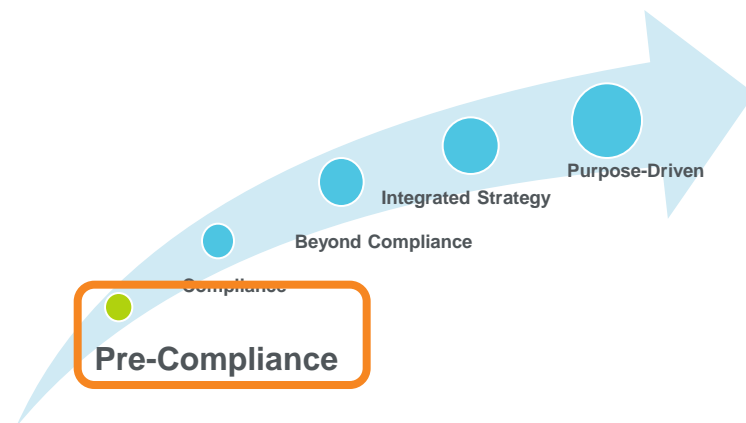 Purpose-Driven
Integrated Strategy
Beyond Compliance
Compliance
Pre-Compliance